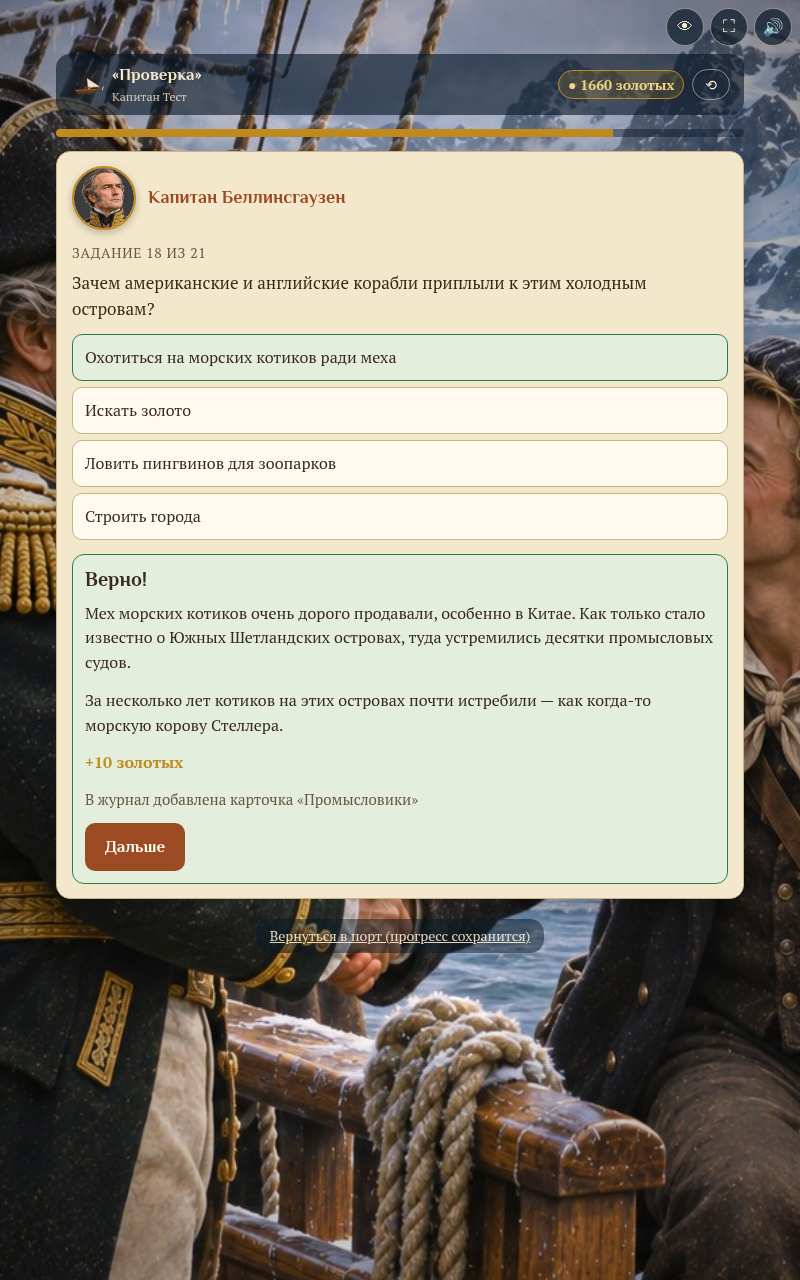 «Проверка»
Капитан Тест
● 1660 золотых
Капитан Беллинсгаузен
ЗАДАНИЕ 18 ИЗ 21
Зачем американские и английские корабли приплыли к этим холодным
островам?
Охотиться на морских котиков ради меха
Искать золото
Ловить пингвинов для зоопарков
Строить города
Верно!
Мех морских котиков очень дорого продавали, особенно в Китае. Как только стало
известно о Южных Шетландских островах, туда устремились десятки промысловых
судов.
За несколько лет котиков на этих островах почти истребили — как когда-то
морскую корову Стеллера.
+10 золотых
В журнал добавлена карточка «Промысловики»
Дальше
Вернуться в порт (прогресс сохранится)